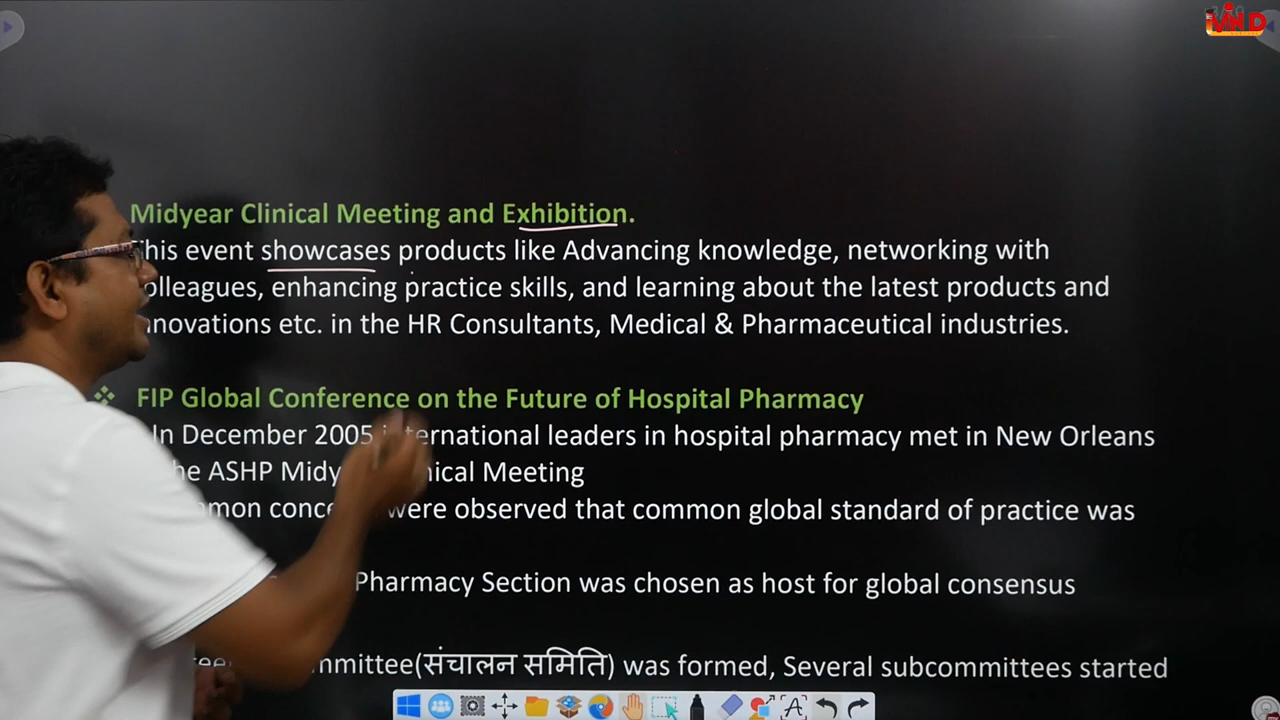 Midyear Clinical Meeting and Exhibition.
This event showcases products like Advancing knowledge, networking with
olleagues, enhancing practice skills, and learning about the latest products and
nnovations etc. in the HR Consultants, Medical & Pharmaceutical industries.
❖ FIP Global Conference on the Future of Hospital Pharmacy
In December 2005 international leaders in hospital pharmacy met in New Orleans
he ASHP Midy nical Meeting
mmon conce were observed that common global standard of practice was
Pharmacy Section was chosen as host for global consensus
mmittee(संचालन समिति) was formed, Several subcommittees started